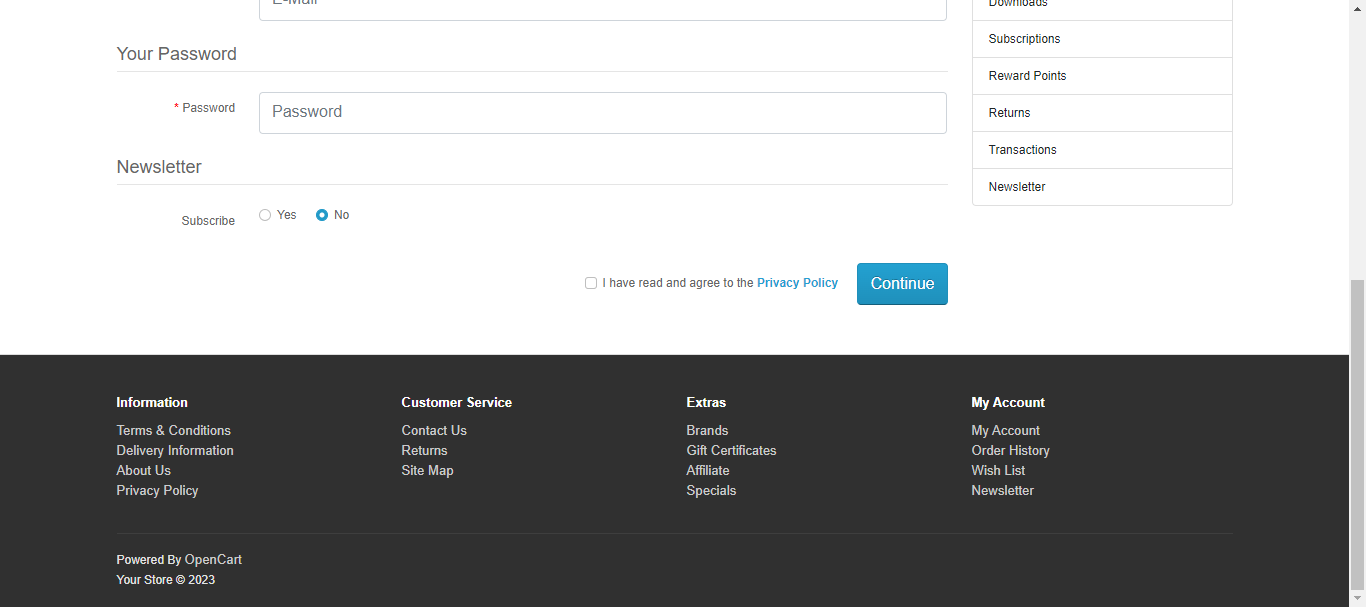 E-Mail
Your Password
* Password
Password
Newsletter
Subscribe
Yes
No
I have read and agree to the Privacy Policy
Continue
Downloads
Subscriptions
Reward Points
Returns
Transactions
Newsletter
Information
Terms & Conditions
Delivery Information
About Us
Privacy Policy
Customer Service
Contact Us
Returns
Site Map
Extras
Brands
Gift Certificates
Affiliate
Specials
My Account
My Account
Order History
Wish List
Newsletter
Powered By OpenCart
Your Store © 2023